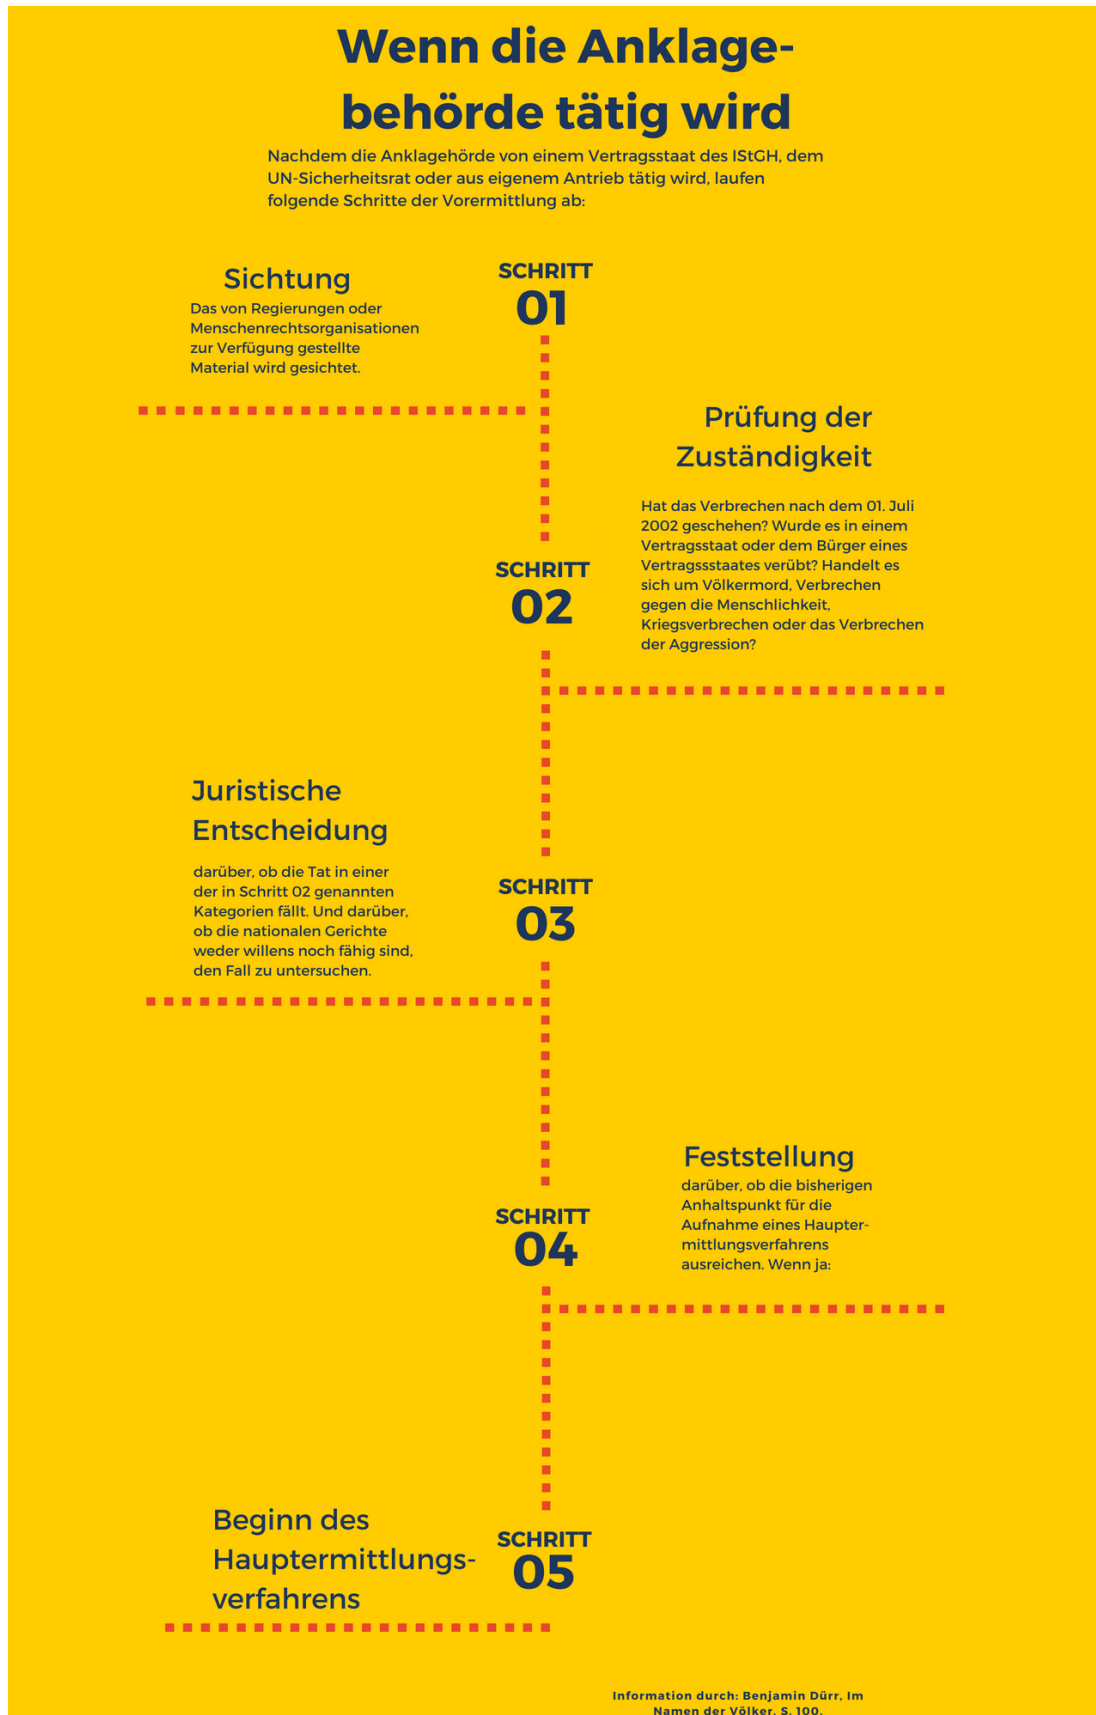 Wenn die Anklage-
behörde tätig wird
Nachdem die Anklagehörde von einem Vertragsstaat des IStGH, dem
UN-Sicherheitsrat oder aus eigenem Antrieb tätig wird, laufen
folgende Schritte der Vorermittlung ab:
SCHRITT
01
Sichtung
Das von Regierungen oder
Menschenrechtsorganisationen
zur Verfügung gestellte
Material wird gesichtet.
SCHRITT
02
Prüfung der
Zuständigkeit
Hat das Verbrechen nach dem 01. Juli
2002 geschehen? Wurde es in einem
Vertragsstaat oder dem Bürger eines
Vertragssstaates verübt? Handelt es
sich um Völkermord, Verbrechen
gegen die Menschlichkeit,
Kriegsverbrechen oder das Verbrechen
der Aggression?
SCHRITT
03
Juristische
Entscheidung
darüber, ob die Tat in einer
der in Schritt 02 genannten
Kategorien fällt. Und darüber,
ob die nationalen Gerichte
weder willens noch fähig sind,
den Fall zu untersuchen.
SCHRITT
04
Feststellung
darüber, ob die bisherigen
Anhaltspunkt für die
Aufnahme eines Haupter-
mittlungsverfahrens
ausreichen. Wenn ja:
SCHRITT
05
Beginn des
Hauptermittlungs-
verfahrens
Information durch: Benjamin Dürr, Im
Namen der Völker, S. 100.